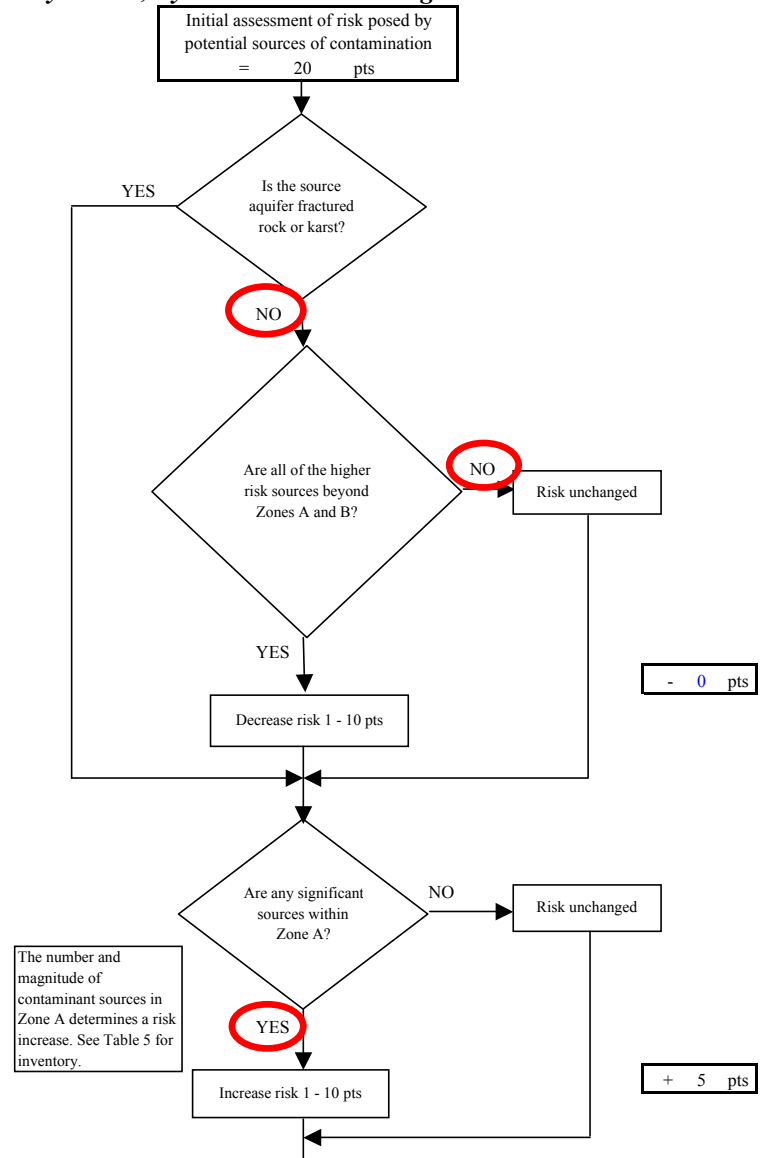 Initial assessment of risk posed by
potential sources of contamination
= 20 pts
YES
Is the source
aquifer fractured
rock or karst?
NO
Are all of the higher
risk sources beyond
Zones A and B?
NO
Risk unchanged
YES
- 0 pts
Decrease risk 1 - 10 pts
Are any significant
sources within
Zone A?
NO
Risk unchanged
The number and
magnitude of
contaminant sources in
Zone A determines a risk
increase. See Table 5 for
inventory.
YES
+ 5 pts
Increase risk 1 - 10 pts